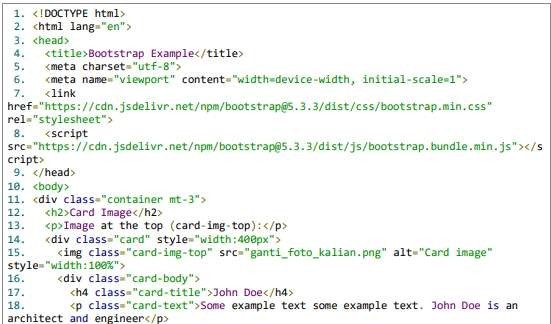 1. <!DOCTYPE html>
2. <html lang="en">
3. <head>
4. <title>Bootstrap Example</title>
5. <meta charset="utf-8">
6. <meta name="viewport" content="width=device-width, initial-scale=1">
7. <link
href="https://cdn.jsdelivr.net/npm/bootstrap@5.3.3/dist/css/bootstrap.min.css"
rel="stylesheet">
8. <script
src="https://cdn.jsdelivr.net/npm/bootstrap@5.3.3/dist/js/bootstrap.bundle.min.js"></s
cript>
9. </head>
10. <body>
11. <div class="container mt-3">
12. <h2>Card Image</h2>
13. <p>Image at the top (card-img-top):</p>
14. <div class="card" style="width:400px">
15. <img class="card-img-top" src="ganti_foto_kalian.png" alt="Card image"
style="width:100%">
16. <div class="card-body">
17. <h4 class="card-title">John Doe</h4>
18. <p class="card-text">Some example text some example text. John Doe is an
architect and engineer</p>